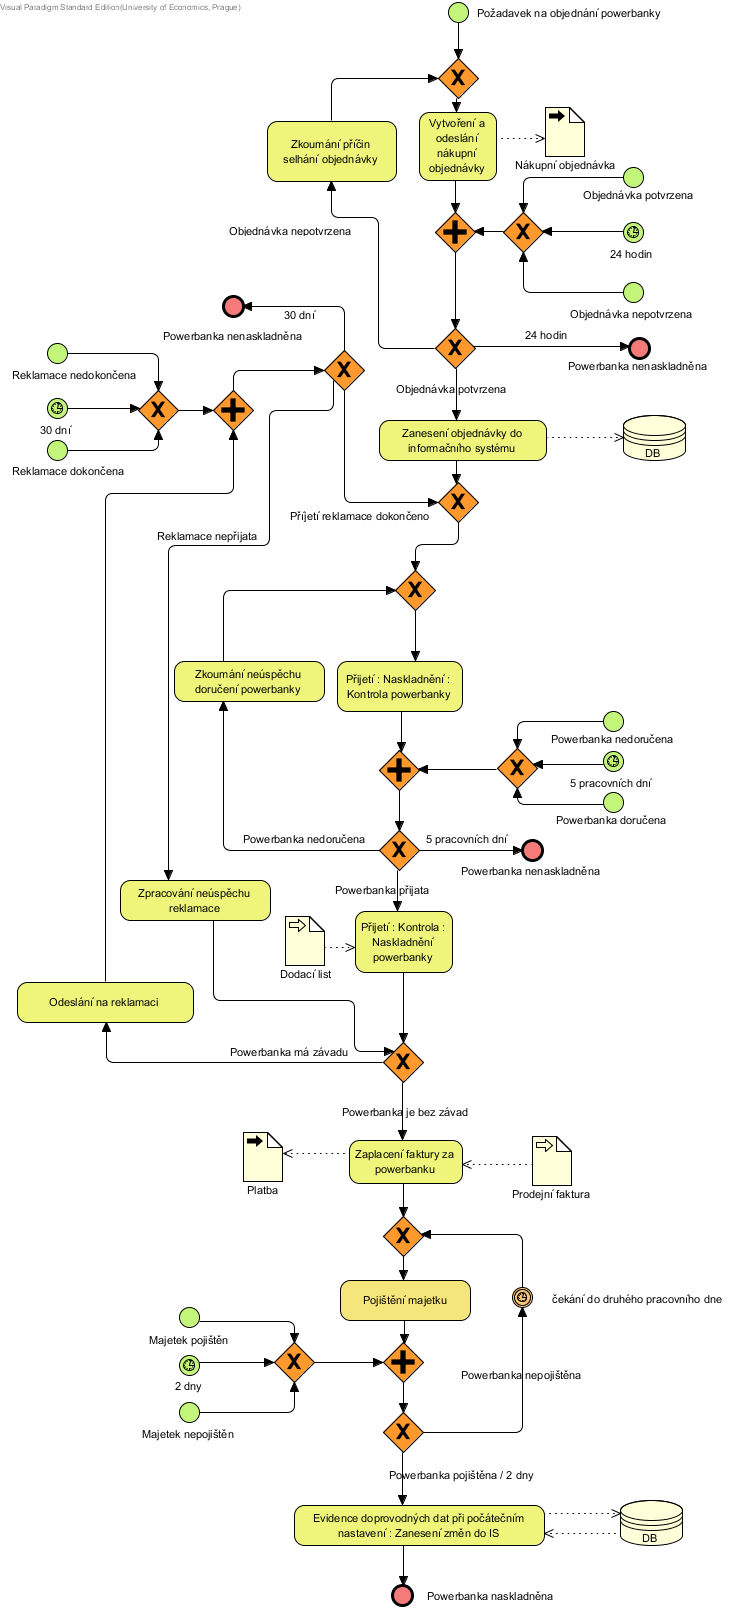 Visual Paradigm Standard Edition(University of Economics, Prague)
Požadavek na objednání powerbanky
X
Zkoumání příčin
selhání objednávky
Vytvoření a
odeslání
nákupní
objednávky
Nákupní objednávka
Objednávka potvrzena
X
24 hodin
Objednávka nepotvrzena
Objednávka nepotvrzena
30 dní
Powerbanka nenaskladněna
24 hodin
X
Powerbanka nenaskladněna
Reklamace nedokončena
X
Objednávka potvrzena
30 dní
X
Reklamace dokončena
Zanesení objednávky do
informačního systému
DB
X
Příjetí reklamace dokončeno
Reklamace nepřijata
X
Zkoumání neúspěchu
doručení powerbanky
Přijetí : Naskladnění :
Kontrola powerbanky
Powerbanka nedoručena
X
5 pracovních dní
Powerbanka doručena
Powerbanka nedoručena
X
5 pracovních dní
Powerbanka nenaskladněna
Powerbanka přijata
Zpracování neúspěchu
reklamace
Přijetí : Kontrola :
Naskladnění
powerbanky
Dodací list
Odeslání na reklamaci
Powerbanka má závadu
X
Powerbanka je bez závad
Zaplacení faktury za
powerbanku
Platba
Prodejní faktura
X
Pojištění majetku
čekání do druhého pracovního dne
Majetek pojištěn
X
2 dny
Powerbanka nepojištěna
Majetek nepojištěn
X
Powerbanka pojištěna / 2 dny
Evidence doprovodných dat při počátečním
nastavení : Zanesení změn do IS
DB
Powerbanka naskladněna